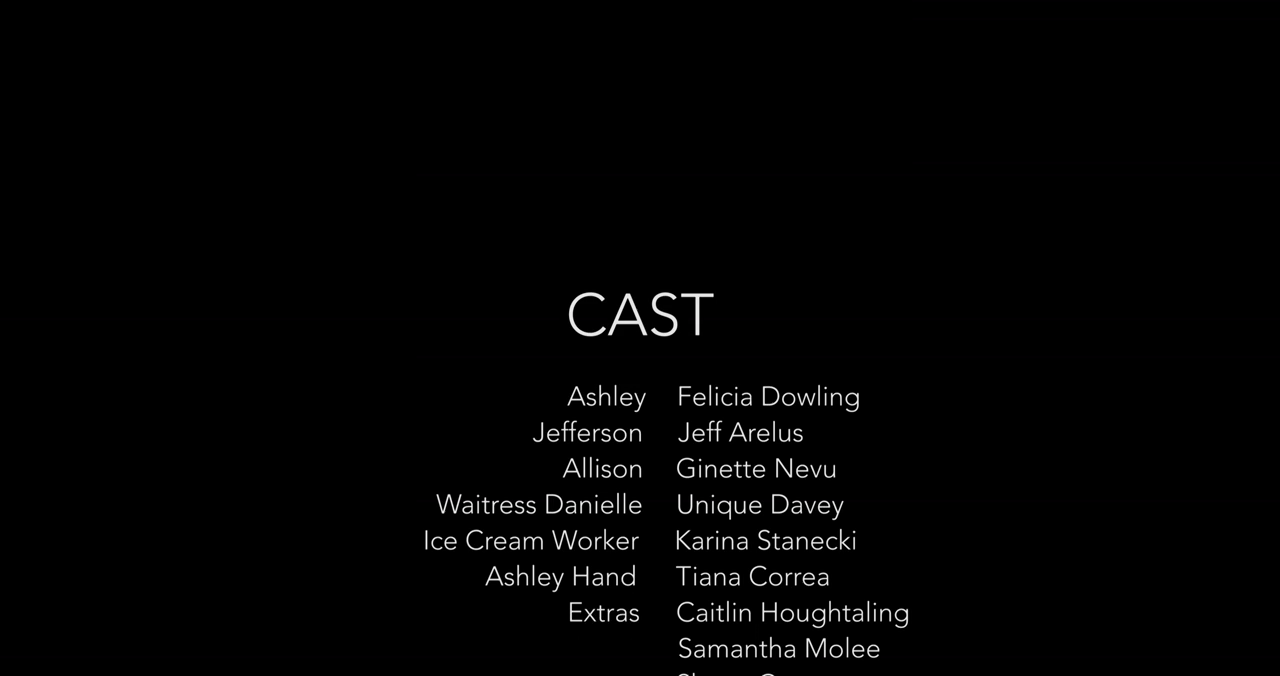 CAST
Ashley Felicia Dowling
Jefferson Jeff Arelus
Allison Ginette Nevu
Waitress Danielle Unique Davey
Ice Cream Worker Karina Stanecki
Ashley Hand Tiana Correa
Extras Caitlin Houghtaling
Samantha Molee